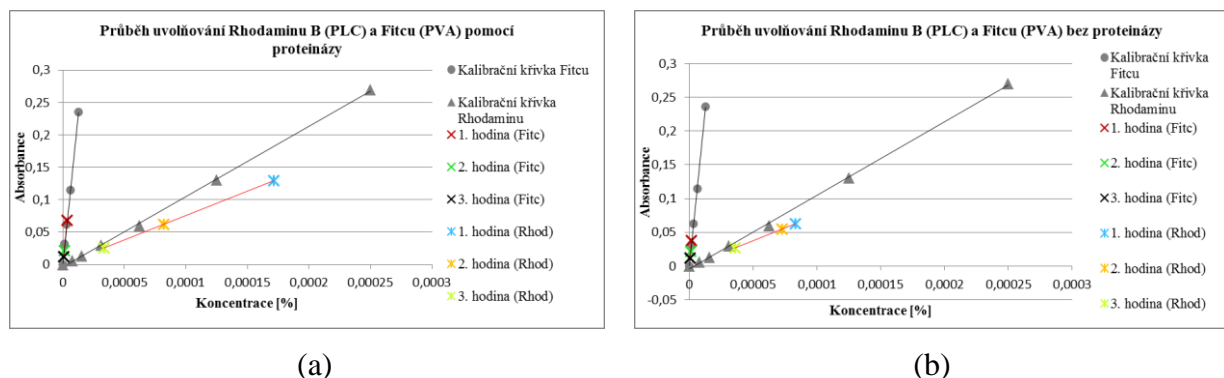 Průběh uvolňování Rhodaminu B (PLC) a Fitcu (PVA) pomocí
proteinázy
0,3
0,25
0,2
0,15
0,1
0,05
0
Absorbance
0
0,00005
0,0001
0,00015
0,0002
0,00025
0,0003
Koncentrace [%]
Kalibrační křivka Fitcu
Kalibrační křivka
Rhodaminu
1. hodina (Fitc)
2. hodina (Fitc)
3. hodina (Fitc)
1. hodina (Rhod)
2. hodina (Rhod)
3. hodina (Rhod)
(a)
Průběh uvolňování Rhodaminu B (PLC) a Fitcu (PVA) bez proteinázy
0,3
0,25
0,2
0,15
0,1
0,05
0
-0,05
Absorbance
0
0,00005
0,0001
0,00015
0,0002
0,00025
0,0003
Koncentrace [%]
Kalibrační křivka
Fitcu
Kalibrační křivka
Rhodaminu
1. hodina (Fitc)
2. hodina (Fitc)
3. hodina (Fitc)
1. hodina (Rhod)
2. hodina (Rhod)
3. hodina (Rhod)
(b)